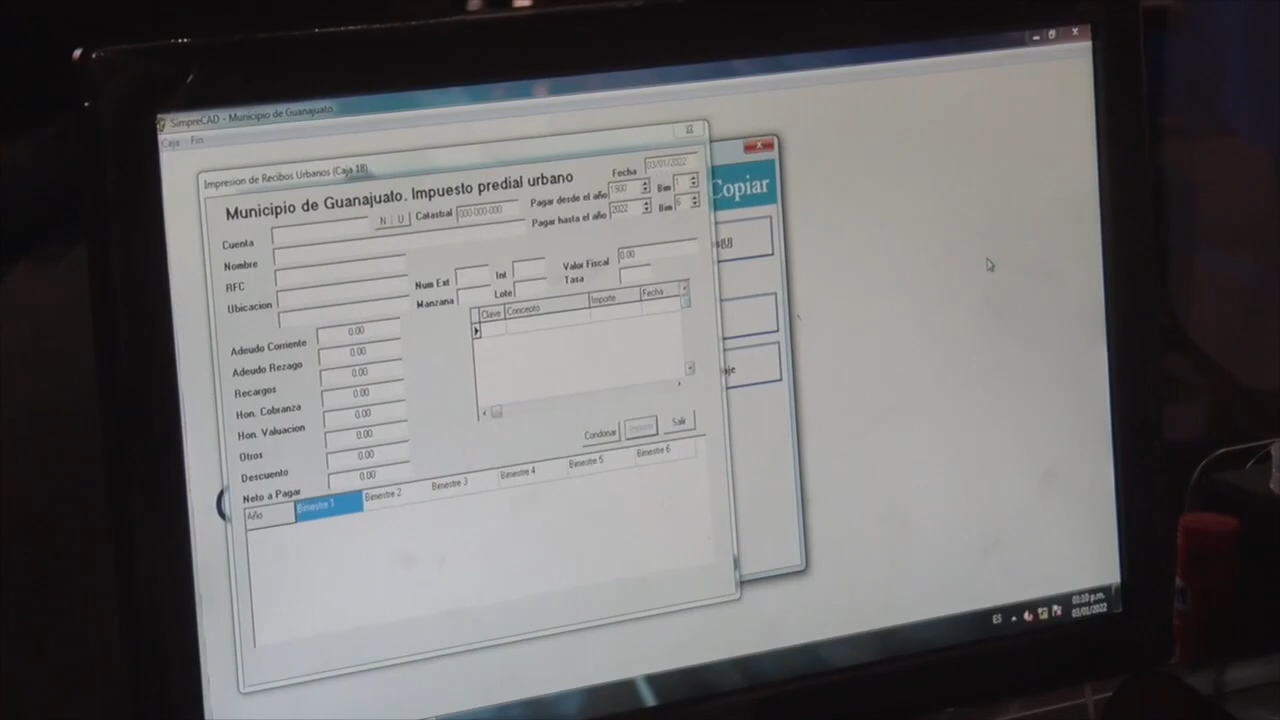 SimpreCAD - Municipio de Guanajuato
Caja Fin
Impresion de Recibos Urbanos (Caja 18)
Municipio de Guanajuato. Impuesto predial urbano
Fecha 03/01/2022
Pagar desde el año 1900 Bim 1
Pagar hasta el año 2022 Bim 6
Cuenta N U Catastral 000-000-000
Nombre
RFC
Ubicacion
Num Ext Int Valor Fiscal 0.00
Manzana Lote Tasa
Clave Concepto Importe Fecha
Adeudo Corriente 0.00
Adeudo Rezago 0.00
Recargos 0.00
Hon. Cobranza 0.00
Hon. Valuacion 0.00
Otros 0.00
Descuento 0.00
Neto a Pagar 0.00
Condonar Salir
Año Bimestre 1 Bimestre 2 Bimestre 3 Bimestre 4 Bimestre 5 Bimestre 6
Copiar
ES 01:10 p.m.
03/01/2022